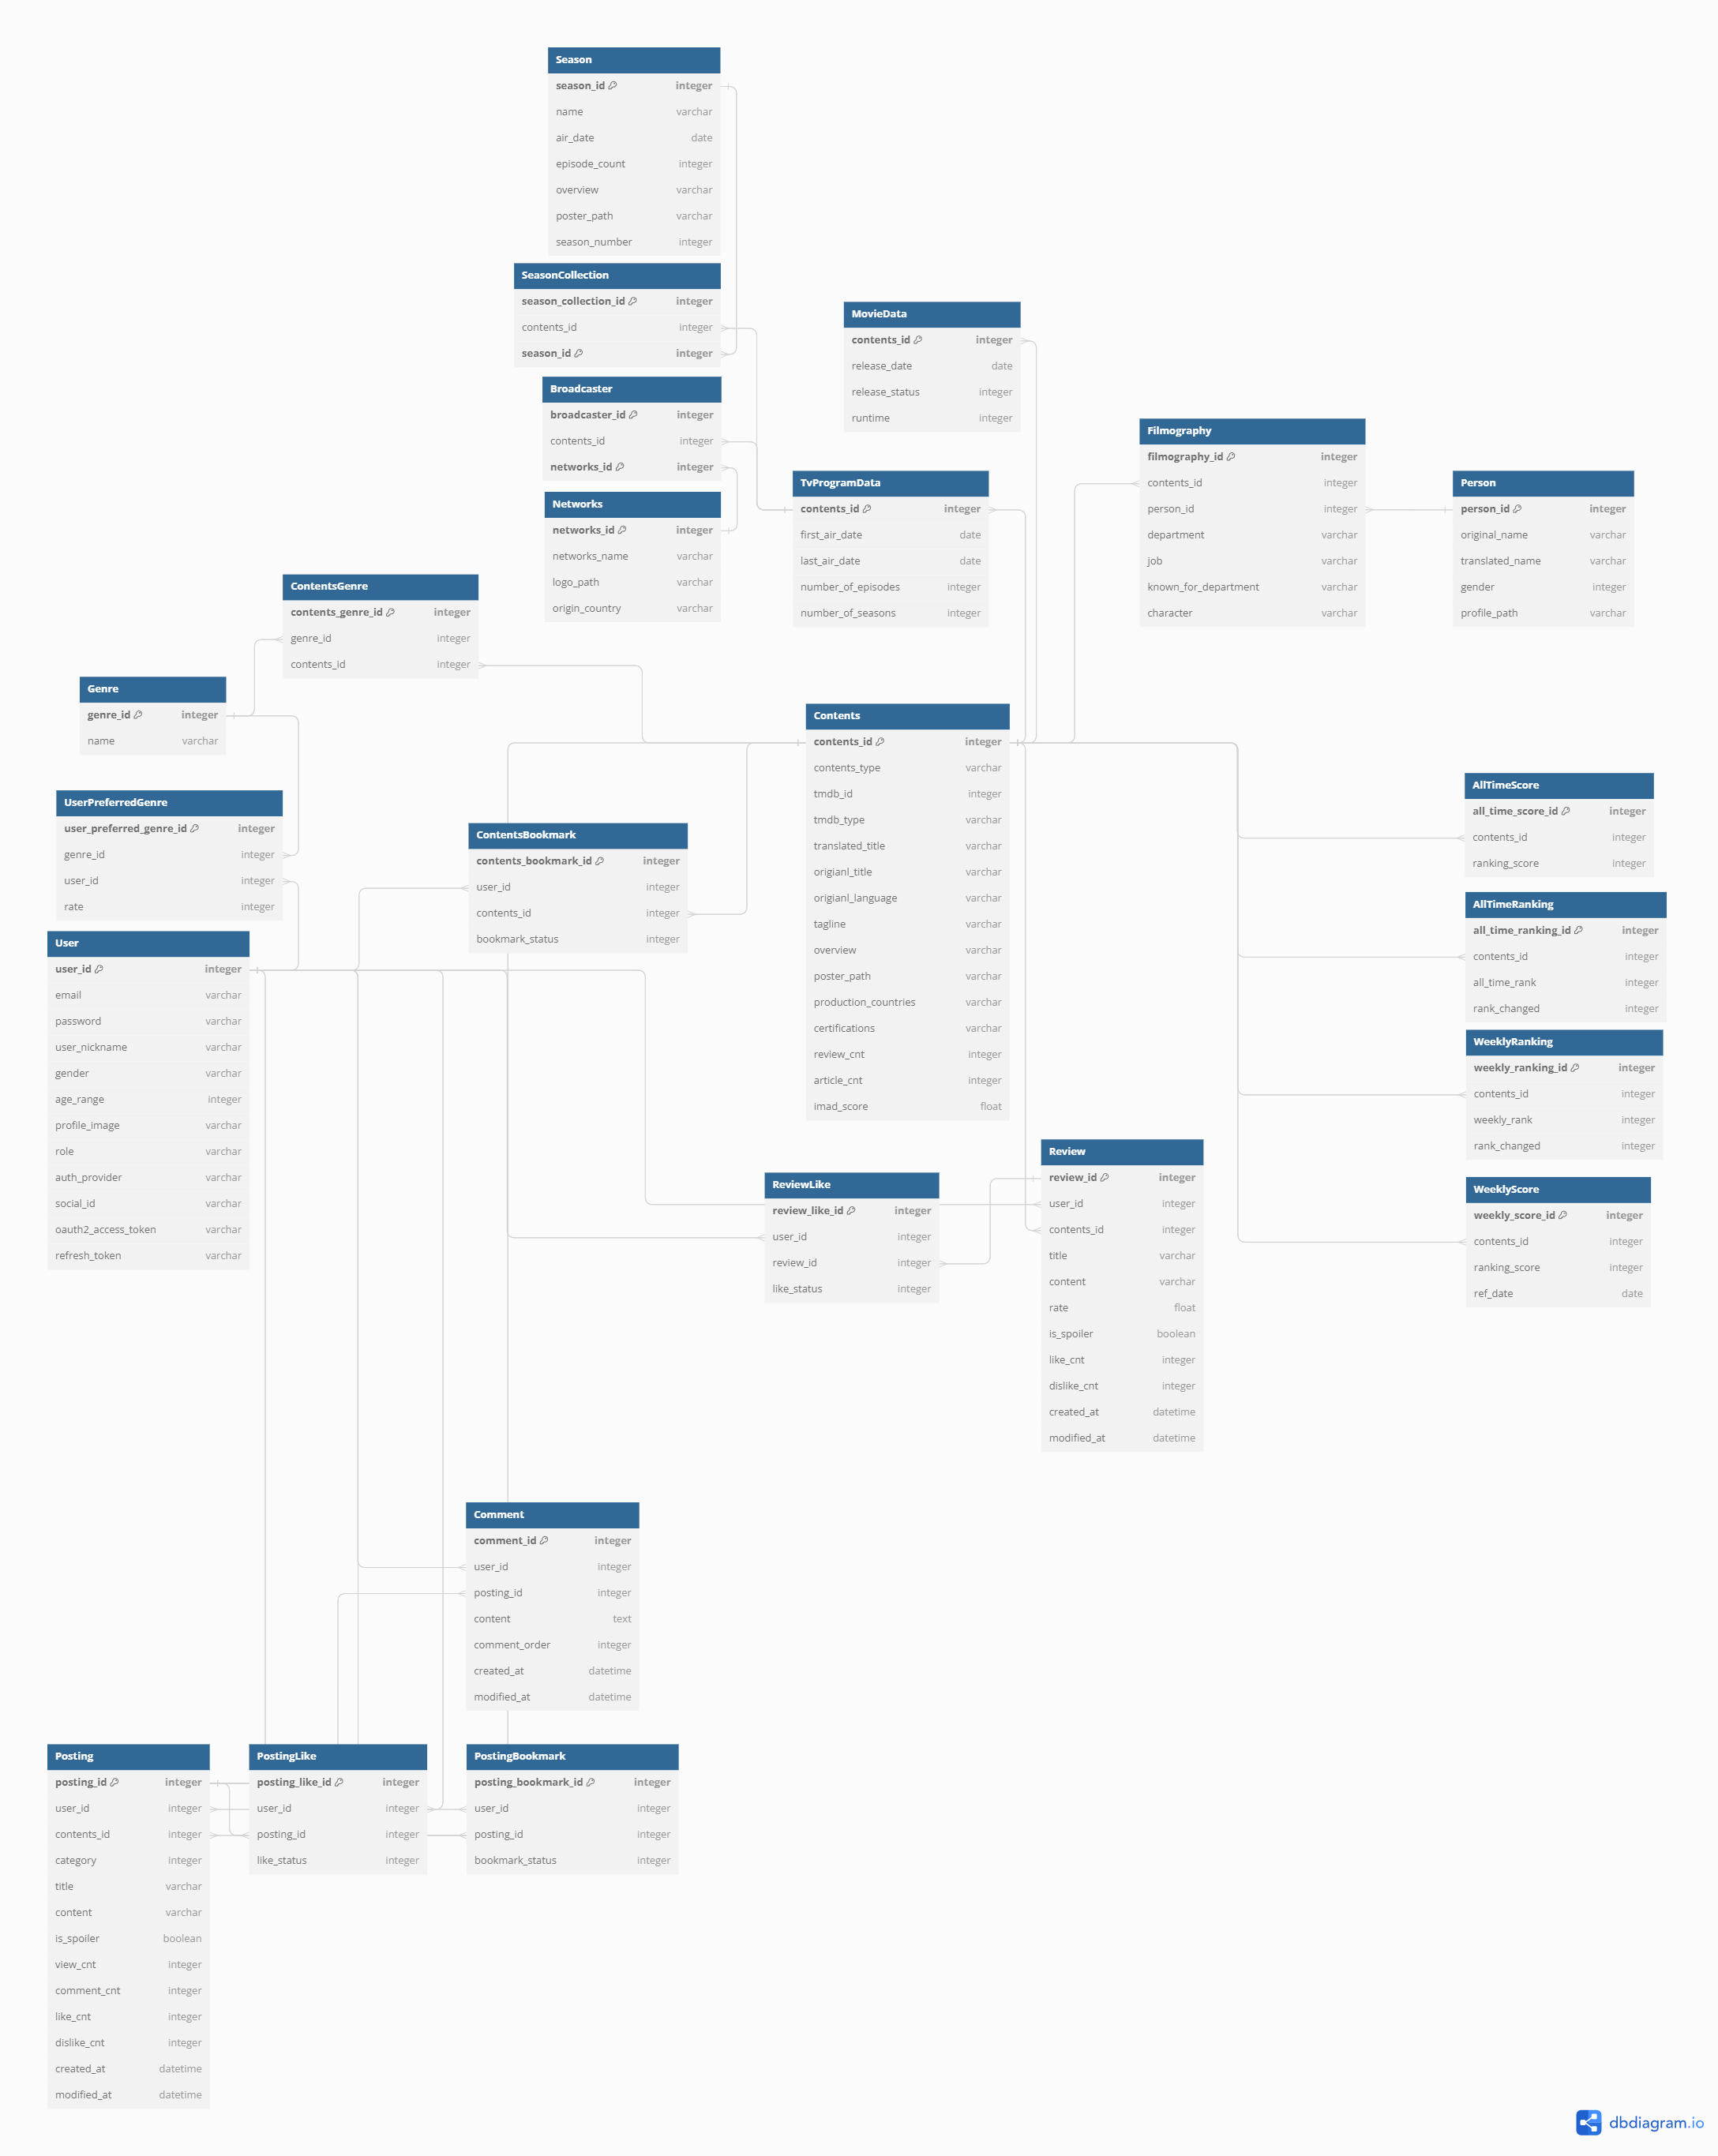 Season
season_id integer
name varchar
air_date date
episode_count integer
overview varchar
poster_path varchar
season_number integer
SeasonCollection
season_collection_id integer
contents_id integer
season_id integer
Broadcaster
broadcaster_id integer
contents_id integer
networks_id integer
Networks
networks_id integer
networks_name varchar
logo_path varchar
origin_country varchar
MovieData
contents_id integer
release_date date
release_status integer
runtime integer
TvProgramData
contents_id integer
first_air_date date
last_air_date date
number_of_episodes integer
number_of_seasons integer
Filmography
filmography_id integer
contents_id integer
person_id integer
department varchar
job varchar
known_for_department varchar
character varchar
Person
person_id integer
original_name varchar
translated_name varchar
gender integer
profile_path varchar
ContentsGenre
contents_genre_id integer
genre_id integer
contents_id integer
Genre
genre_id integer
name varchar
UserPreferredGenre
user_preferred_genre_id integer
genre_id integer
user_id integer
rate integer
User
user_id integer
email varchar
password varchar
user_nickname varchar
gender varchar
age_range integer
profile_image varchar
role varchar
auth_provider varchar
social_id varchar
oauth2_access_token varchar
refresh_token varchar
ContentsBookmark
contents_bookmark_id integer
user_id integer
contents_id integer
bookmark_status integer
Contents
contents_id integer
contents_type varchar
tmdb_id integer
tmdb_type varchar
translated_title varchar
origianl_title varchar
origianl_language varchar
tagline varchar
overview varchar
poster_path varchar
production_countries varchar
certifications varchar
review_cnt integer
article_cnt integer
imad_score float
AllTimeScore
all_time_score_id integer
contents_id integer
ranking_score integer
AllTimeRanking
all_time_ranking_id integer
contents_id integer
all_time_rank integer
rank_changed integer
WeeklyRanking
weekly_ranking_id integer
contents_id integer
weekly_rank integer
rank_changed integer
WeeklyScore
weekly_score_id integer
contents_id integer
ranking_score integer
ref_date date
ReviewLike
review_like_id integer
user_id integer
review_id integer
like_status integer
Review
review_id integer
user_id integer
contents_id integer
title varchar
content varchar
rate float
is_spoiler boolean
like_cnt integer
dislike_cnt integer
created_at datetime
modified_at datetime
Comment
comment_id integer
user_id integer
posting_id integer
content text
comment_order integer
created_at datetime
modified_at datetime
Posting
posting_id integer
user_id integer
contents_id integer
category integer
title varchar
content varchar
is_spoiler boolean
view_cnt integer
comment_cnt integer
like_cnt integer
dislike_cnt integer
created_at datetime
modified_at datetime
PostingLike
posting_like_id integer
user_id integer
posting_id integer
like_status integer
PostingBookmark
posting_bookmark_id integer
user_id integer
posting_id integer
bookmark_status integer
dbdiagram.io